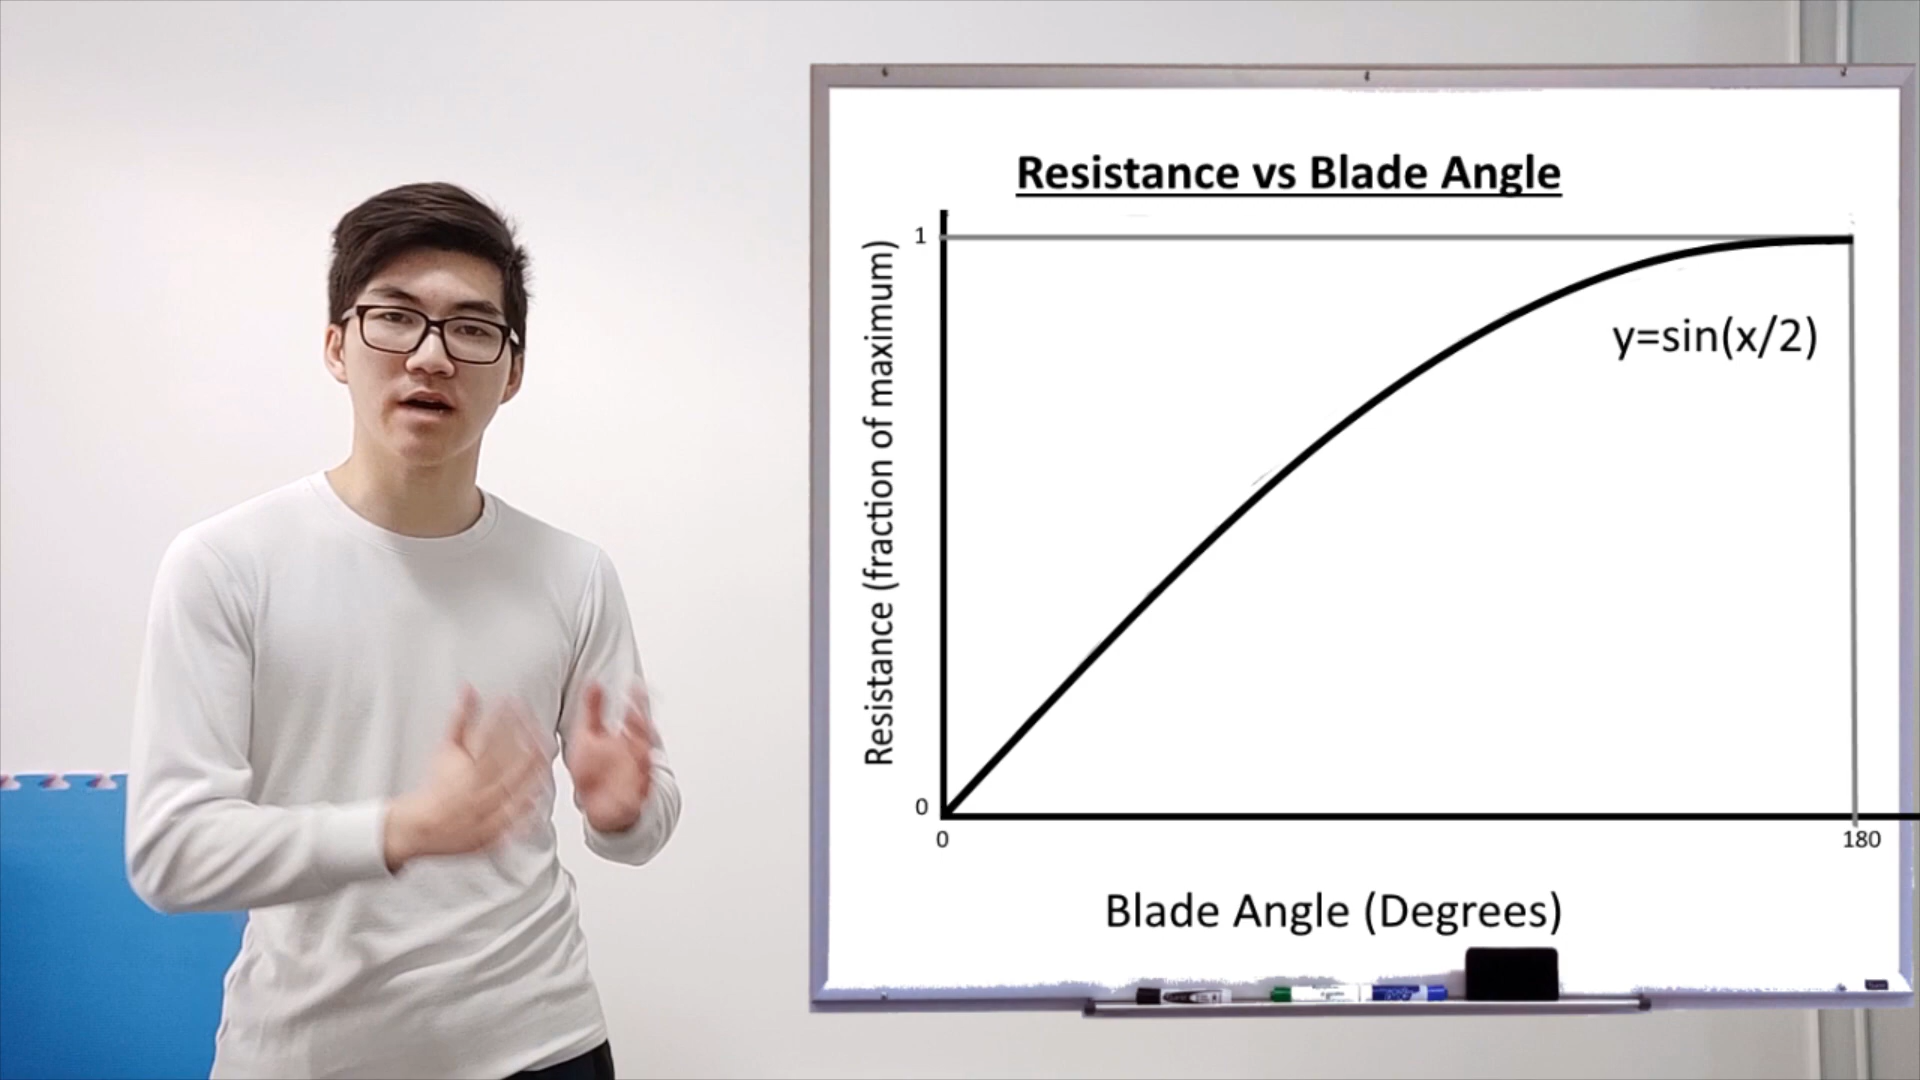 Resistance vs Blade Angle
1
Resistance (fraction of maximum)
y=sin(x/2)
0
0
180
Blade Angle (Degrees)